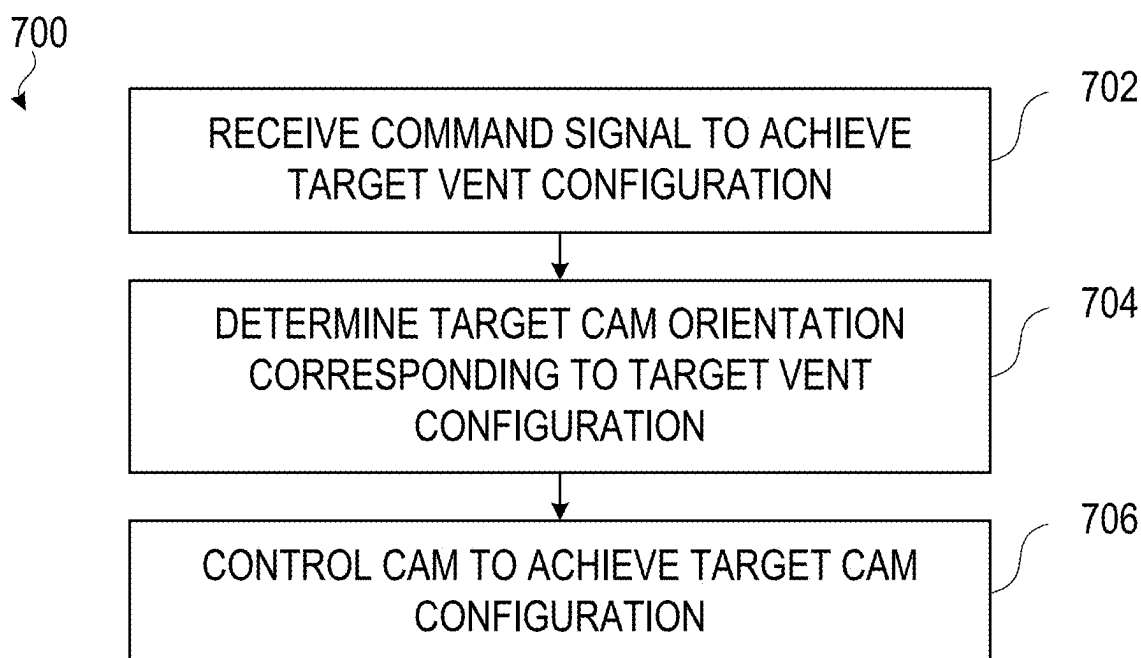 700
702
RECEIVE COMMAND SIGNAL TO ACHIEVE
TARGET VENT CONFIGURATION
704
DETERMINE TARGET CAM ORIENTATION
CORRESPONDING TO TARGET VENT
CONFIGURATION
706
CONTROL CAM TO ACHIEVE TARGET CAM
CONFIGURATION